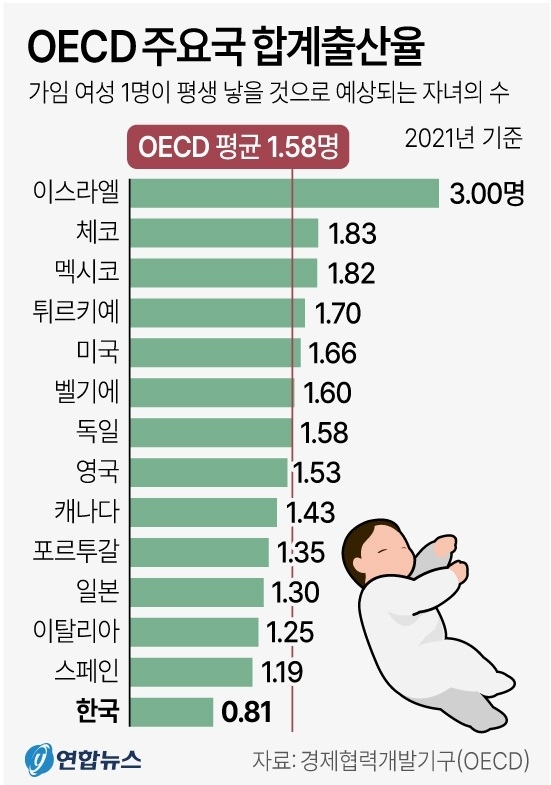 OECD 주요국 합계출산율
가임 여성 1명이 평생 낳을 것으로 예상되는 자녀의 수
OECD 평균 1.58명
2021년 기준
이스라엘 3.00명
체코 1.83
멕시코 1.82
튀르키예 1.70
미국 1.66
벨기에 1.60
독일 1.58
영국 1.53
캐나다 1.43
포르투갈 1.35
일본 1.30
이탈리아 1.25
스페인 1.19
한국 0.81
y 연합뉴스
자료: 경제협력개발기구(OECD)